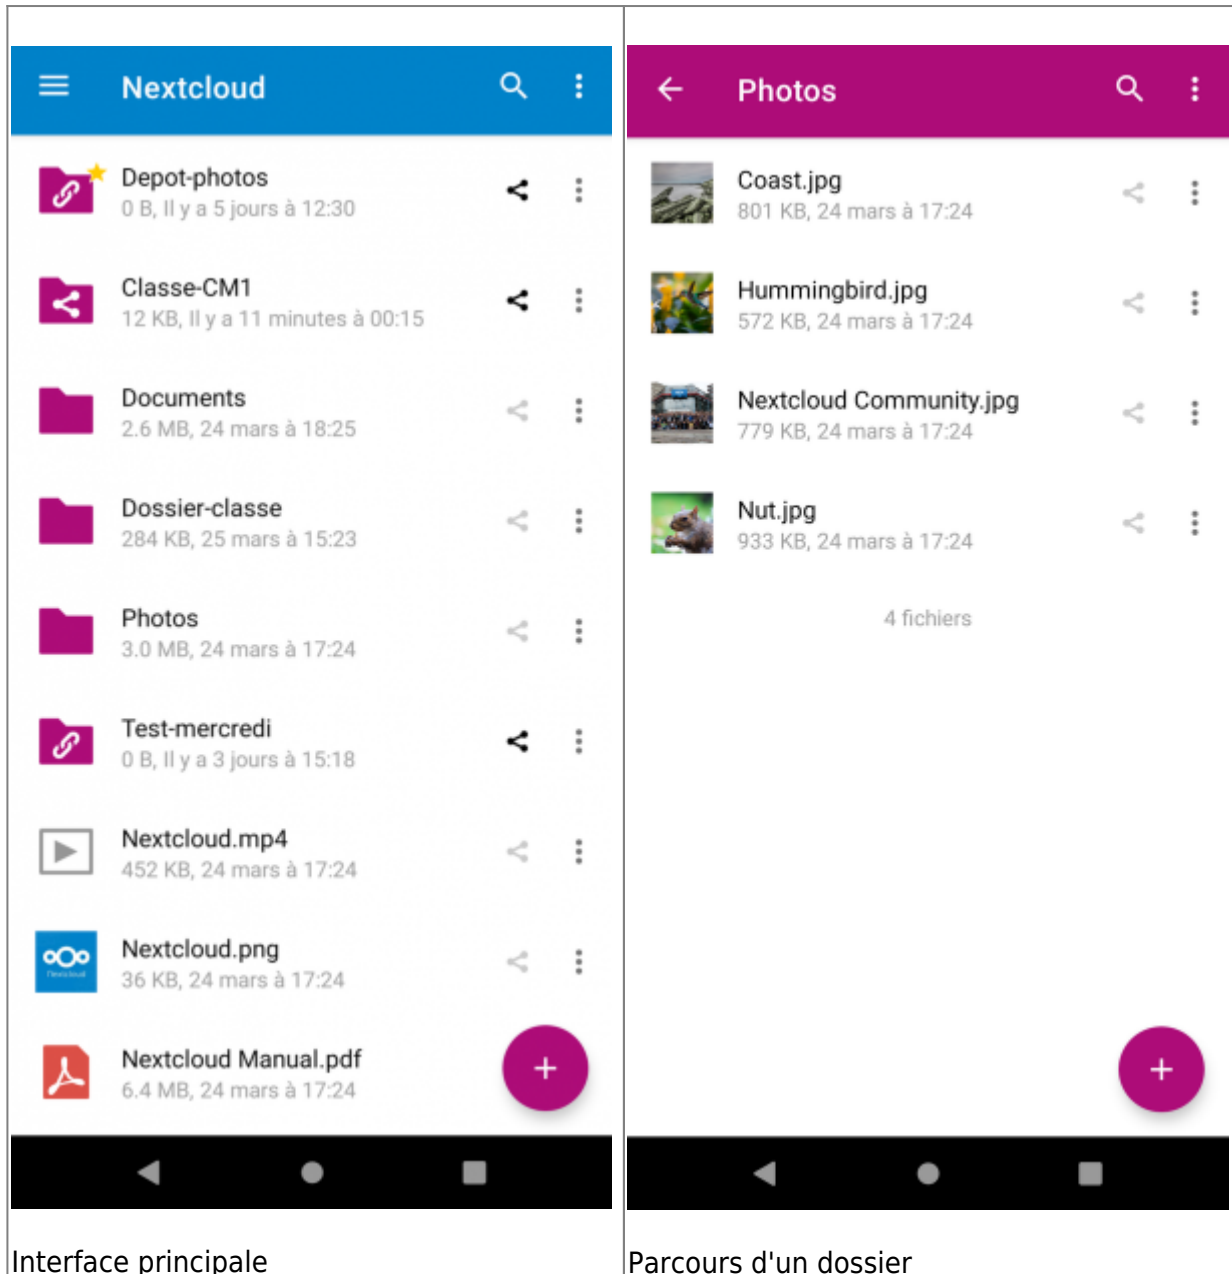 Nextcloud
Depot-photos
0 B, Il y a 5 jours à 12:30
Classe-CM1
12 KB, Il y a 11 minutes à 00:15
Documents
2.6 MB, 24 mars à 18:25
Dossier-classe
284 KB, 25 mars à 15:23
Photos
3.0 MB, 24 mars à 17:24
Test-mercredi
0 B, Il y a 3 jours à 15:18
Nextcloud.mp4
452 KB, 24 mars à 17:24
Nextcloud.png
36 KB, 24 mars à 17:24
Nextcloud Manual.pdf
6.4 MB, 24 mars à 17:24
Interface principale
Photos
Coast.jpg
801 KB, 24 mars à 17:24
Hummingbird.jpg
572 KB, 24 mars à 17:24
Nextcloud Community.jpg
779 KB, 24 mars à 17:24
Nut.jpg
933 KB, 24 mars à 17:24
4 fichiers
Parcours d'un dossier